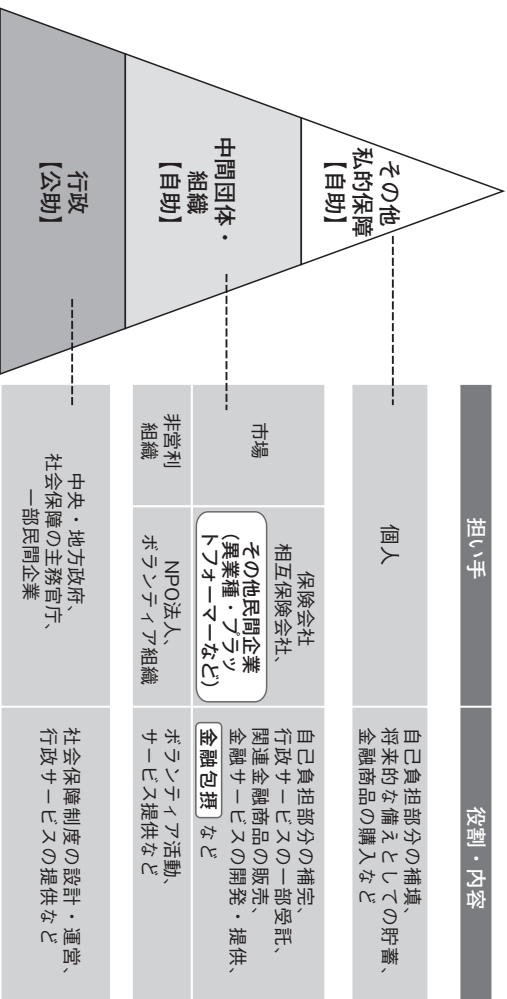 担い手
役割・内容
その他
私的保障
【自助】
個人
自己負担部分の補填、
将来的な備えとしての貯蓄、
金融商品の購入など
中間団体・
組織
【自助】
市場
保険会社
相互保険会社、
その他民間企業
(異業種・プラッ
トフォーマーなど)
自己負担部分の補完、
行政サービスの一部受託、
関連金融商品の販売、
金融サービスの開発・提供、
金融包摂 など
非営利
組織
NPO法人、
ボランティア組織
ボランティア活動、
サービス提供など
行政
【公助】
中央・地方政府、
社会保障の主務官庁、
一部民間企業
社会保障制度の設計・運営、
行政サービスの提供など